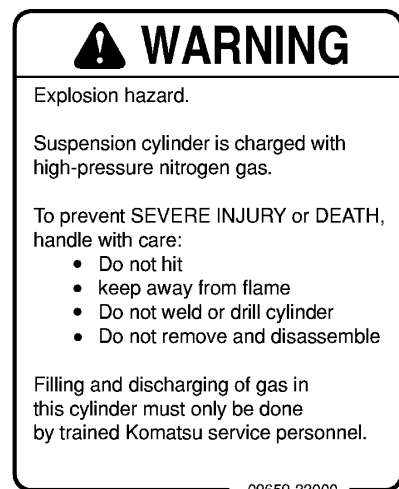 WARNING
Explosion hazard.
Suspension cylinder is charged with
high-pressure nitrogen gas.
To prevent SEVERE INJURY or DEATH,
handle with care:
• Do not hit
• keep away from flame
• Do not weld or drill cylinder
• Do not remove and disassemble
Filling and discharging of gas in
this cylinder must only be done
by trained Komatsu service personnel.